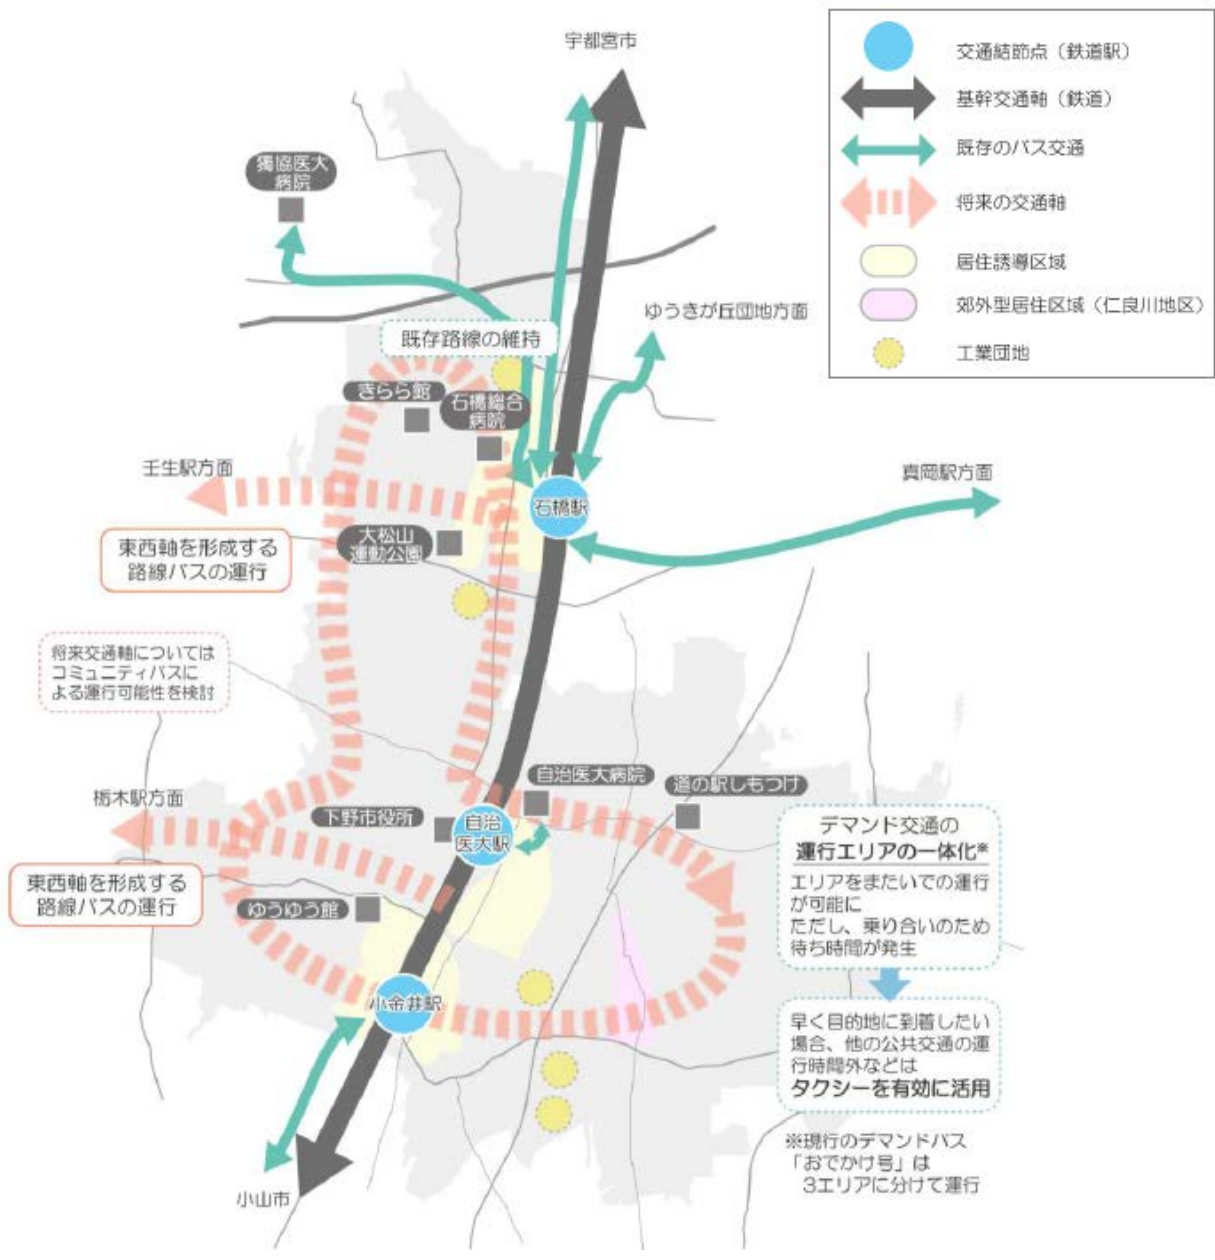 宇都宮市
交通結節点（鉄道駅）
基幹交通軸（鉄道）
既存のバス交通
将来の交通軸
居住誘導区域
郊外型居住区域（仁良川地区）
工業団地
獨協医大
病院
ゆうきが丘団地方面
既存路線の維持
きらら館
石橋総合
病院
壬生駅方面
真岡駅方面
石橋駅
大松山
運動公園
東西軸を形成する
路線バスの運行
将来交通軸については
コミュニティバスに
よる運行可能性を検討
自治医大病院
道の駅しもつけ
栃木駅方面
下野市役所
自治
医大駅
東西軸を形成する
路線バスの運行
ゆうゆう館
小金井駅
小山市
デマンド交通の
運行エリアの一体化※
エリアをまたいでの運行
が可能に
ただし、乗り合いのため
待ち時間が発生
早く目的地に到着したい
場合、他の公共交通の運
行時間外などは
タクシーを有効に活用
※現行のデマンドバス
「おでかけ号」は
3エリアに分けて運行